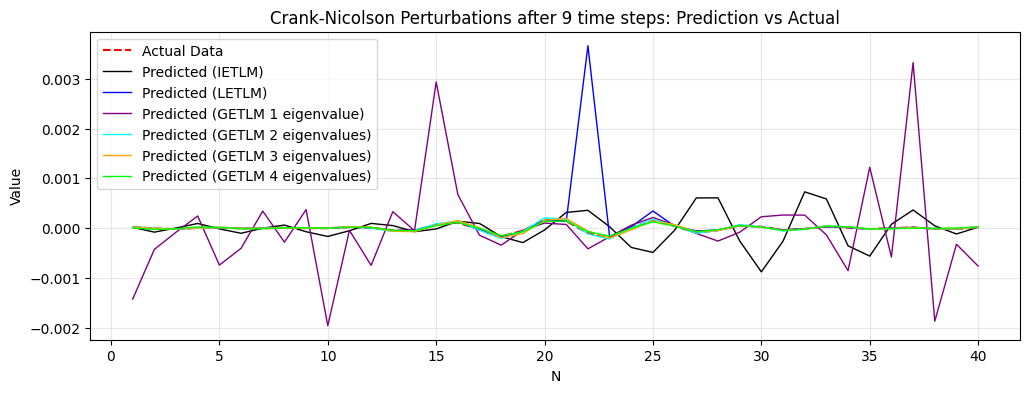 Crank-Nicolson Perturbations after 9 time steps: Prediction vs Actual
Actual Data
Predicted (IETLM)
Predicted (LETLM)
Predicted (GETLM 1 eigenvalue)
Predicted (GETLM 2 eigenvalues)
Predicted (GETLM 3 eigenvalues)
Predicted (GETLM 4 eigenvalues)
Value
0.003
0.002
0.001
0.000
−0.001
−0.002
0 5 10 15 20 25 30 35 40
N